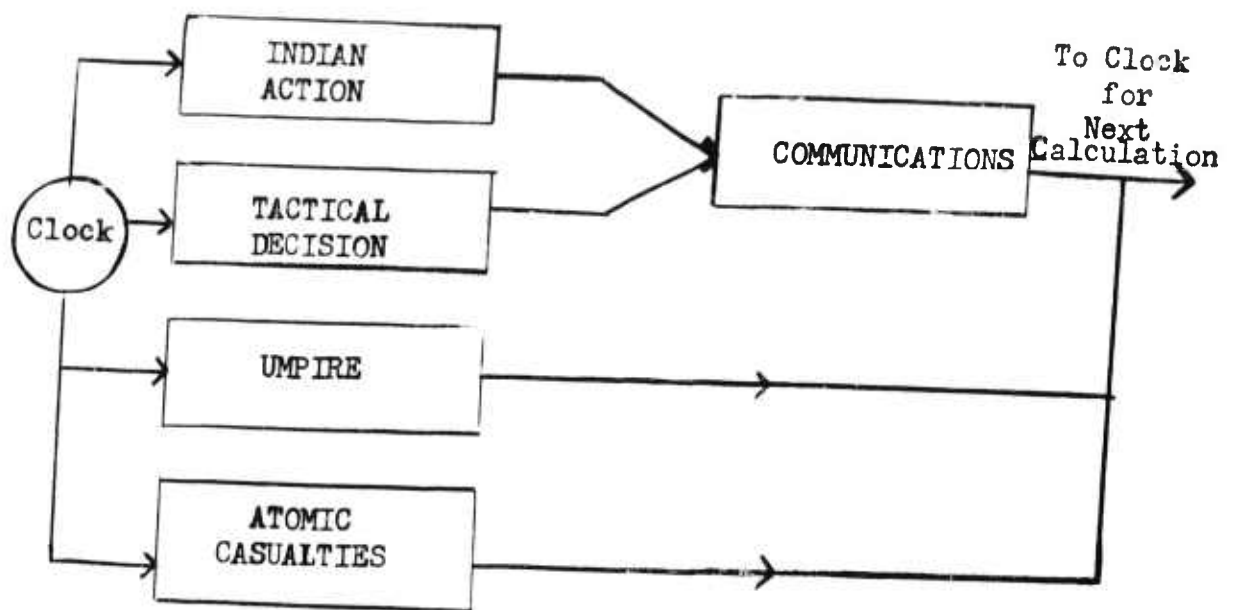 INDIAN
ACTION
To Clock
for
Next
Calculation
COMMUNICATIONS
TACTICAL
DECISION
Clock
UMPIRE
ATOMIC
CASUALTIES